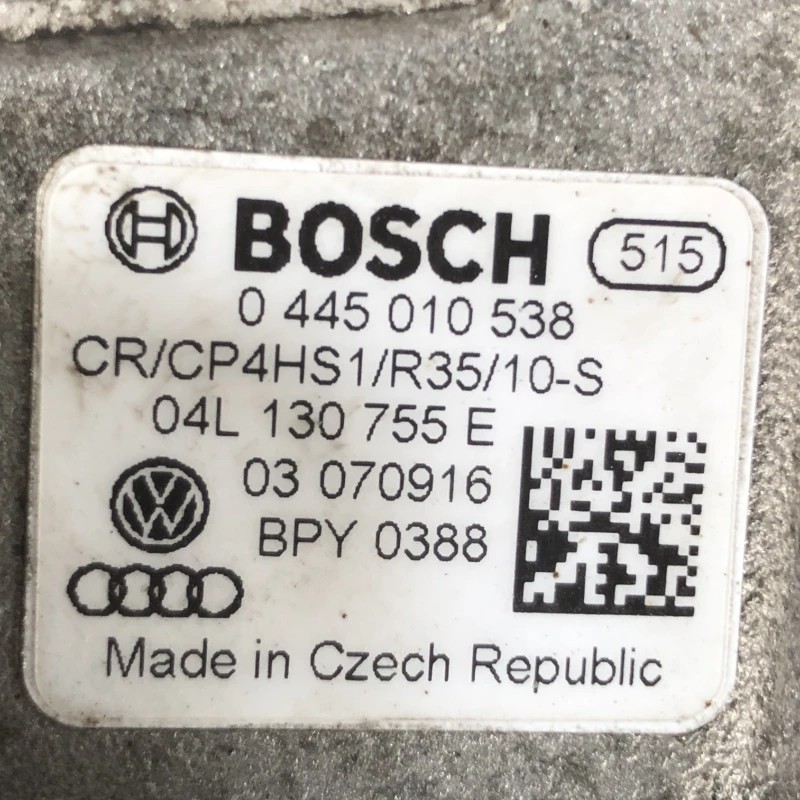 BOSCH 515
0 445 010 538
CR/CP4HS1/R35/10-S
04L 130 755 E
03 070916
BPY 0388
Made in Czech Republic